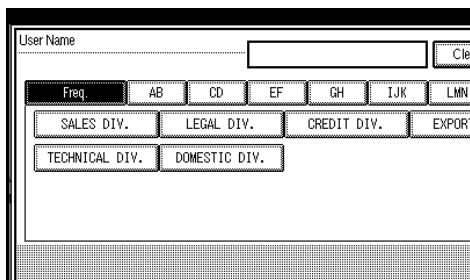 User Name
Cle
Freq. AB CD EF GH IJK LMN
SALES DIV. LEGAL DIV. CREDIT DIV. EXPORT
TECHNICAL DIV. DOMESTIC DIV.